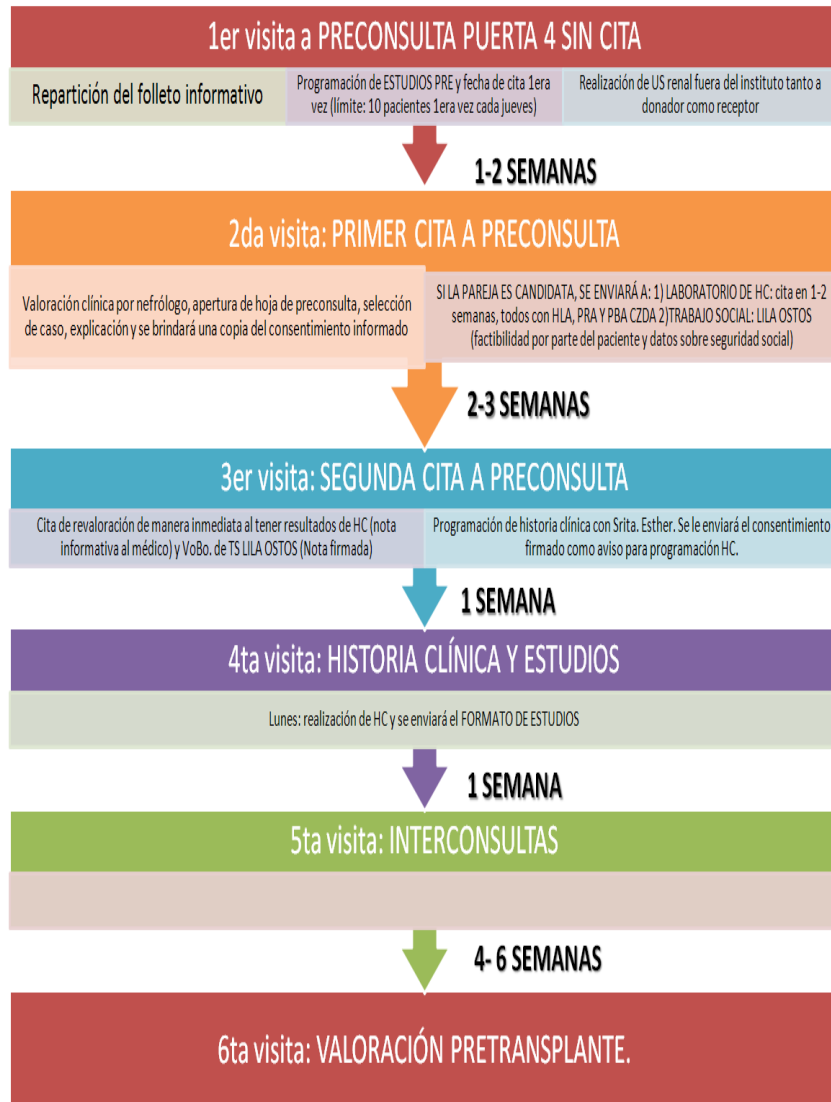 1er visita a PRECONSULTA PUERTA 4 SIN CITA
Repartición del folleto informativo
Programación de ESTUDIOS PRE y fecha de cita 1era
vez (límite: 10 pacientes 1era vez cada jueves)
Realización de US renal fuera del instituto tanto a
donador como receptor
1-2 SEMANAS
2da visita: PRIMER CITA A PRECONSULTA
Valoración clínica por nefrólogo, apertura de hoja de preconsulta, selección
de caso, explicación y se brindará una copia del consentimiento informado
SI LA PAREJA ES CANDIDATA, SE ENVIARÁ A: 1) LABORATORIO DE HC: cita en 1-2
semanas, todos con HLA, PRA Y PBA CZDA 2)TRABAJO SOCIAL: LILA OSTOS
(factibilidad por parte del paciente y datos sobre seguridad social)
2-3 SEMANAS
3er visita: SEGUNDA CITA A PRECONSULTA
Cita de revaloración de manera inmediata al tener resultados de HC (nota
informativa al médico) y VoBo. de TS LILA OSTOS (Nota firmada)
Programación de historia clínica con Srita. Esther. Se le enviará el consentimiento
firmado como aviso para programación HC.
1 SEMANA
4ta visita: HISTORIA CLÍNICA Y ESTUDIOS
Lunes: realización de HC y se enviará el FORMATO DE ESTUDIOS
1 SEMANA
5ta visita: INTERCONSULTAS
4- 6 SEMANAS
6ta visita: VALORACIÓN PRETRANSPLANTE.